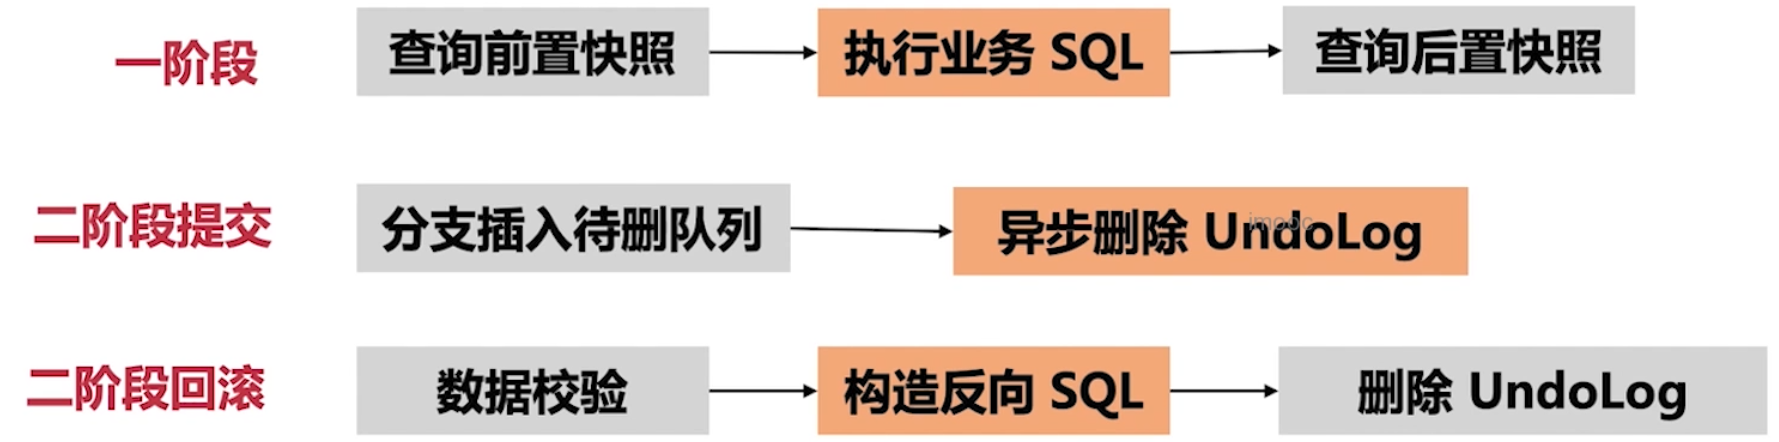 一阶段
查询前置快照
执行业务 SQL
查询后置快照
二阶段提交
分支插入待删队列
异步删除 UndoLog
imooc
二阶段回滚
数据校验
构造反向 SQL
删除 UndoLog